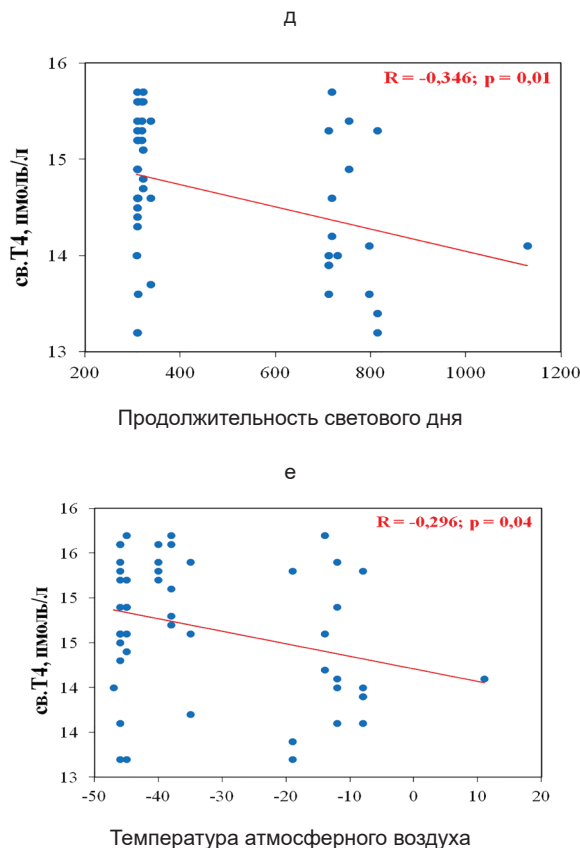 д
R = -0,346; p = 0,01
16
15
14
13
св.Т4, пмоль/л
200 400 600 800 1000 1200
Продолжительность светового дня
е
R = -0,296; p = 0,04
16
16
15
15
14
14
13
св.Т4, пмоль/л
-50 -40 -30 -20 -10 0 10 20
Температура атмосферного воздуха